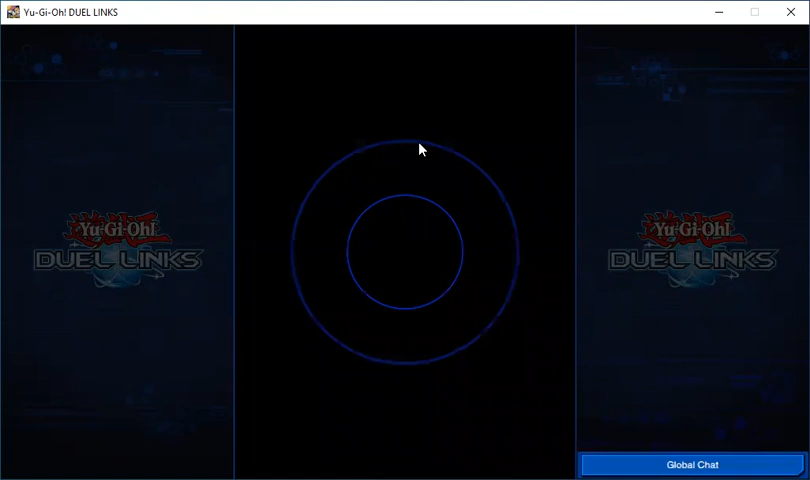 Yu-Gi-Oh! DUEL LINKS
Yu-Gi-Oh!
DUEL LINKS
Yu-Gi-Oh!
DUEL LINKS
Global Chat